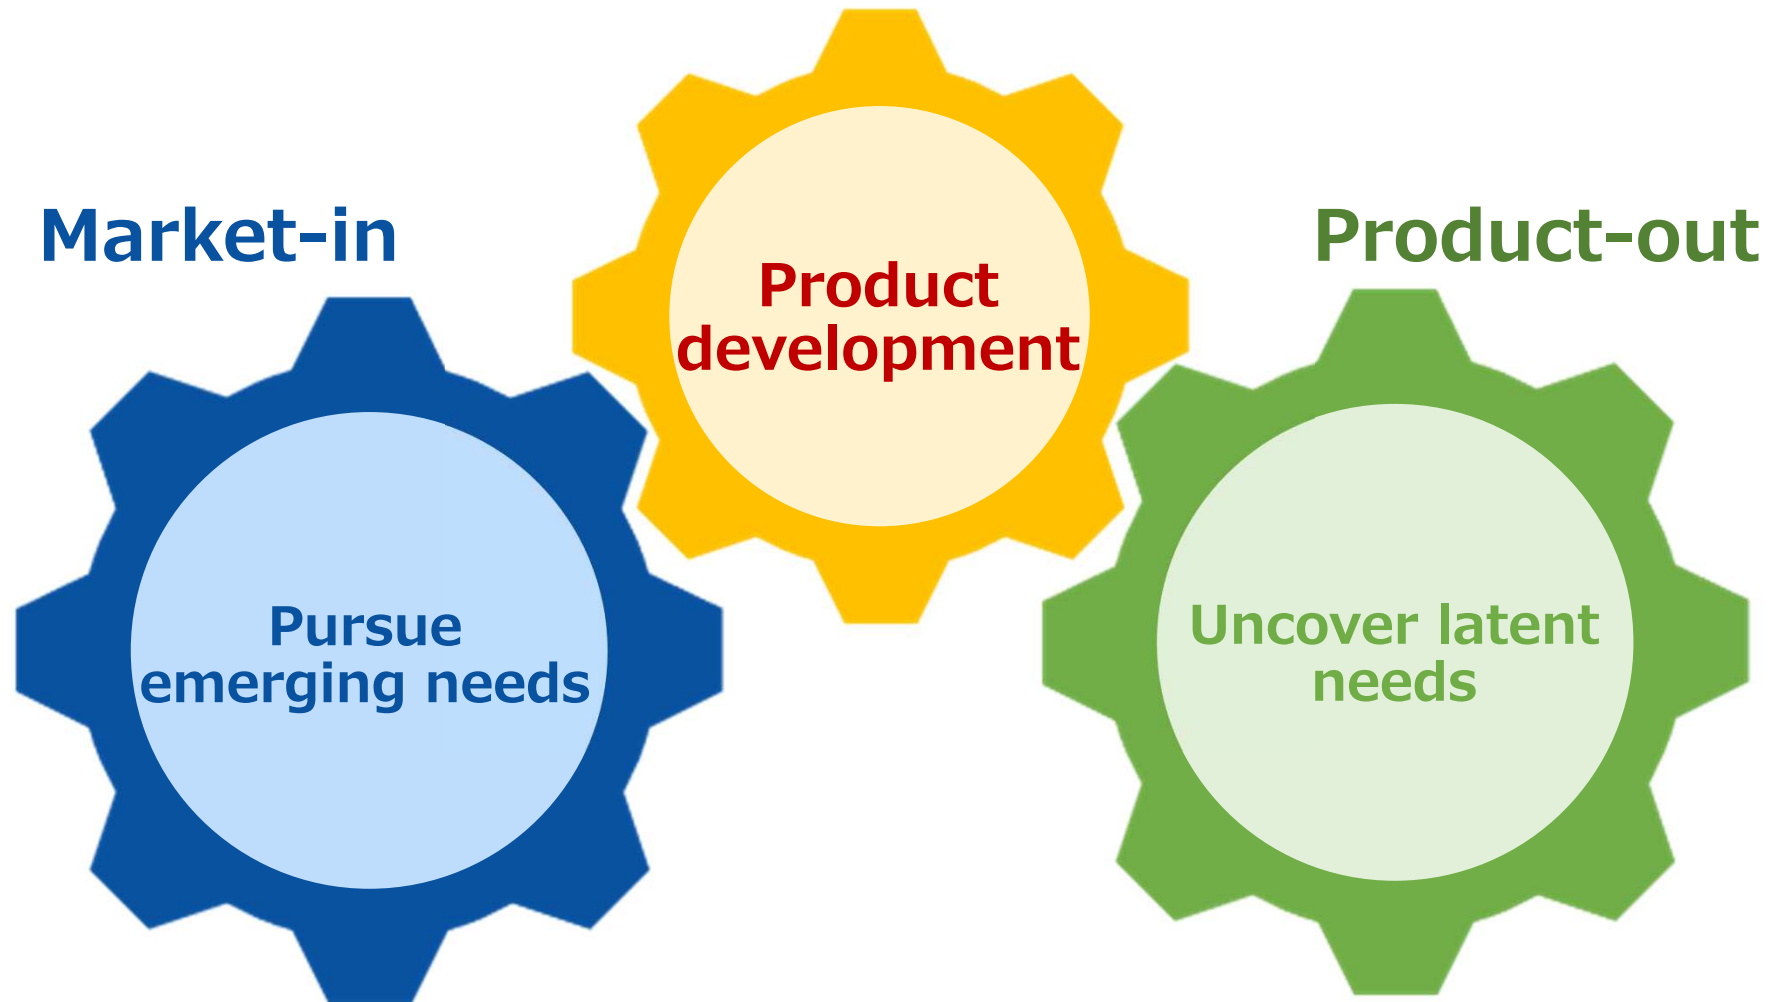 Market-in
Product
development
Product-out
Pursue
emerging needs
Uncover latent
needs